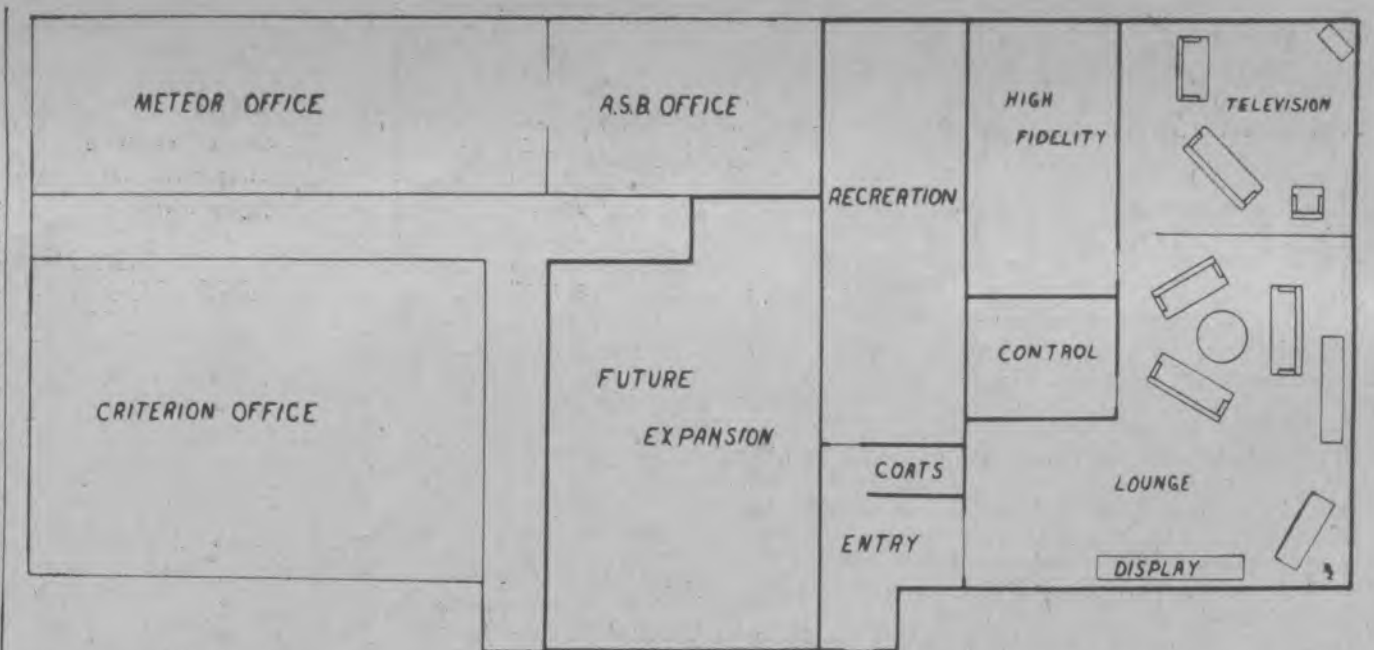 METEOR OFFICE
A.S.B. OFFICE
RECREATION
HIGH
FIDELITY
TELEVISION
CRITERION OFFICE
FUTURE
EXPANSION
CONTROL
COATS
ENTRY
LOUNGE
DISPLAY